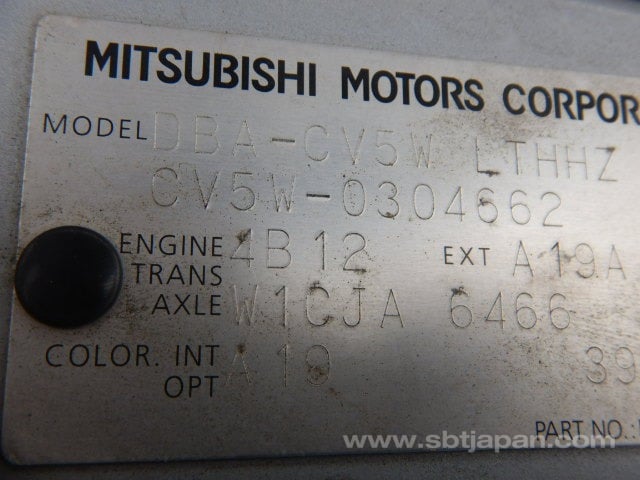 MITSUBISHI MOTORS CORPOR
MODEL DBA-CV5W LTHHZ
CV5W-0304662
ENGINE 4B12 EXT A19A
TRANS
AXLE W1CJA 6466
COLOR. INT A19 39
OPT
PART NO.:
www.sbtjapan.com